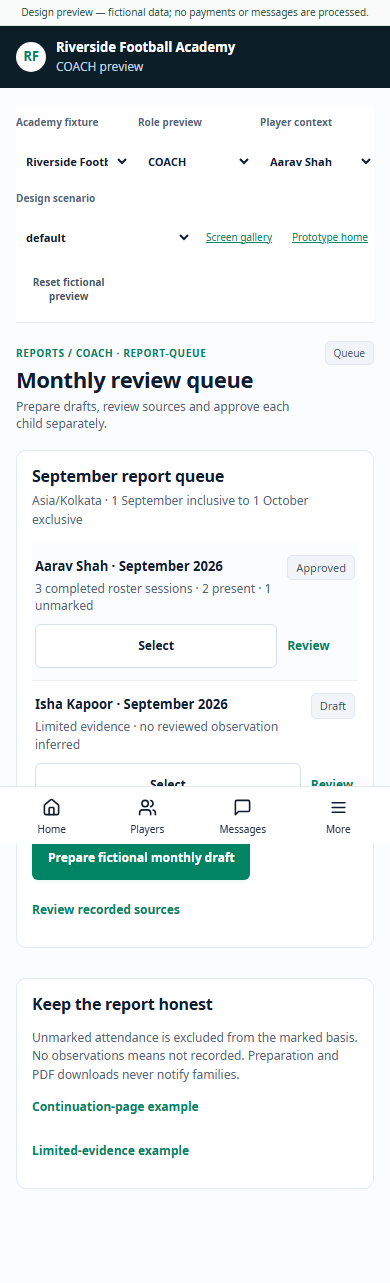 Design preview — fictional data; no payments or messages are processed.
RF
Riverside Football Academy
COACH preview
Academy fixture
Role preview
Player context
Riverside Footb
COACH
Aarav Shah
Design scenario
default
Screen gallery
Prototype home
Reset fictional
preview
REPORTS / COACH · REPORT-QUEUE
Queue
Monthly review queue
Prepare drafts, review sources and approve each
child separately.
September report queue
Asia/Kolkata · 1 September inclusive to 1 October
exclusive
Aarav Shah · September 2026
Approved
3 completed roster sessions · 2 present · 1
unmarked
Select
Review
Isha Kapoor · September 2026
Draft
Limited evidence · no reviewed observation
inferred
Select
Review
Home
Players
Messages
More
Prepare fictional monthly draft
Review recorded sources
Keep the report honest
Unmarked attendance is excluded from the marked basis.
No observations means not recorded. Preparation and
PDF downloads never notify families.
Continuation-page example
Limited-evidence example